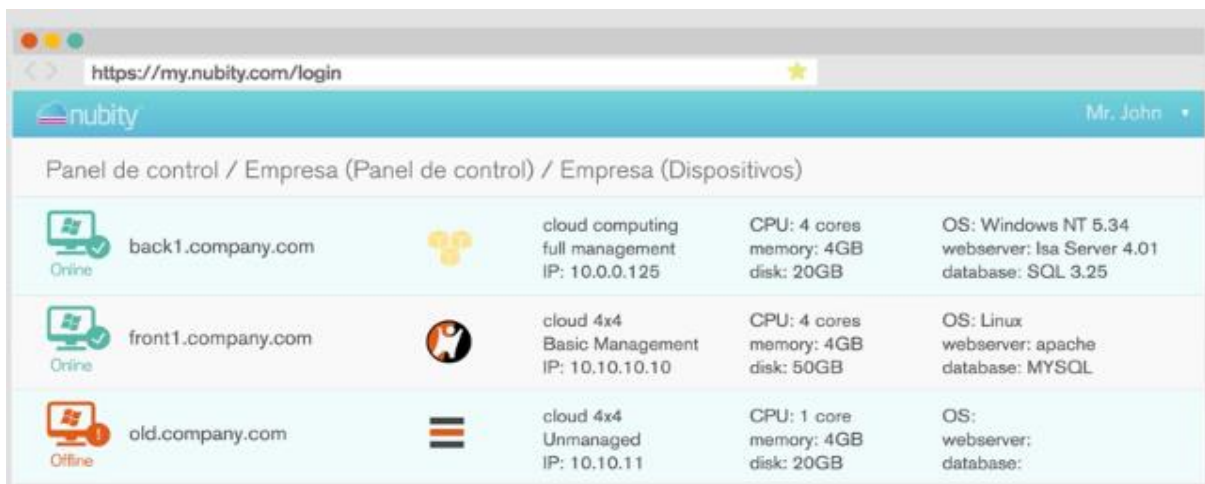 https://my.nubity.com/login
nubity
Mr. John
Panel de control / Empresa (Panel de control) / Empresa (Dispositivos)
Online
back1.company.com
cloud computing
full management
IP: 10.0.0.125
CPU: 4 cores
memory: 4GB
disk: 20GB
OS: Windows NT 5.34
webserver: Isa Server 4.01
database: SQL 3.25
Online
front1.company.com
cloud 4x4
Basic Management
IP: 10.10.10.10
CPU: 4 cores
memory: 4GB
disk: 50GB
OS: Linux
webserver: apache
database: MYSQL
Offline
old.company.com
cloud 4x4
Unmanaged
IP: 10.10.11
CPU: 1 core
memory: 4GB
disk: 20GB
OS:
webserver:
database: